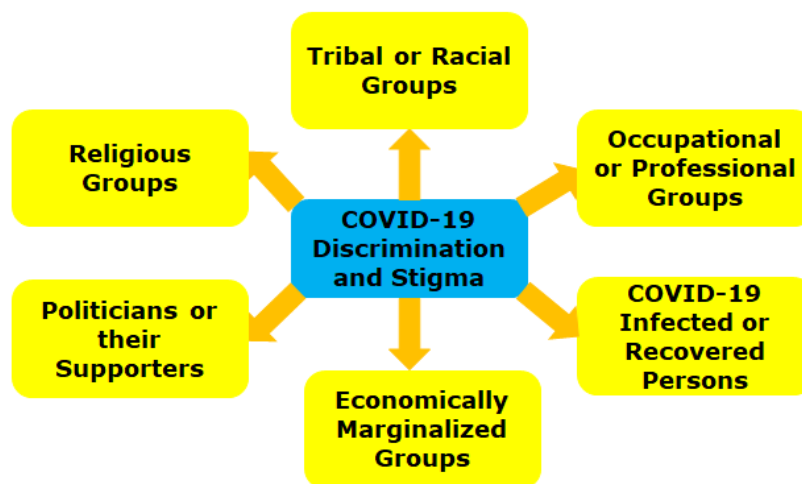 Tribal or Racial
Groups
Religious
Groups
Occupational
or Professional
Groups
COVID-19
Discrimination
and Stigma
Politicians or
their
Supporters
COVID-19
Infected or
Recovered
Persons
Economically
Marginalized
Groups